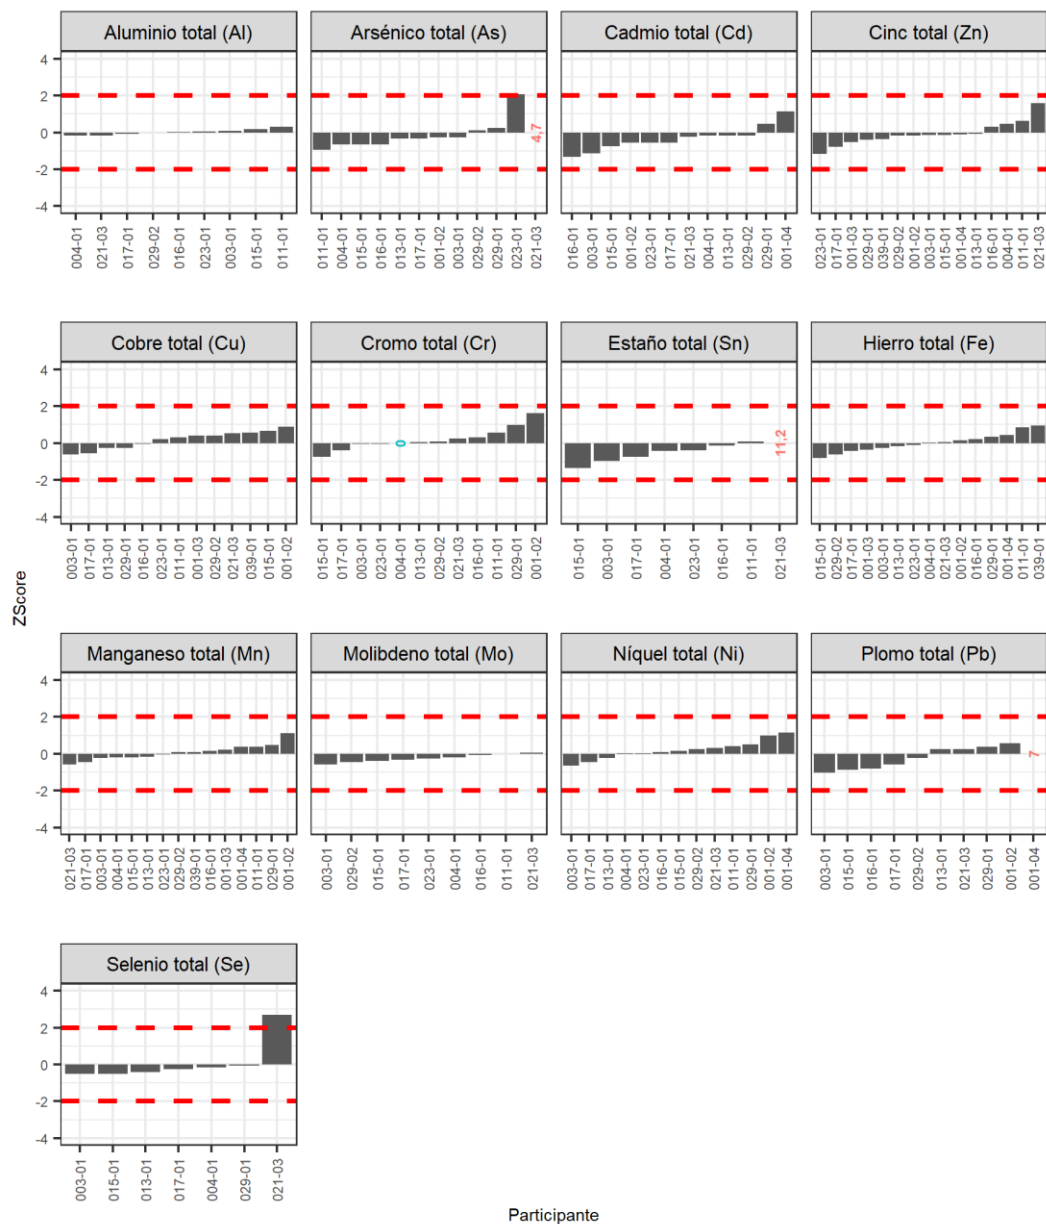 Aluminio total (Al) Arsénico total (As) Cadmio total (Cd) Cinc total (Zn)
4
2
0
-2
-4
4,7
004-01 021-03 017-01 029-02 016-01 023-01 003-01 015-01 011-01
011-01 004-01 015-01 016-01 013-01 017-01 001-02 003-01 029-02 029-01 023-01 021-03
016-01 003-01 015-01 001-02 023-01 017-01 021-03 004-01 013-01 029-02 029-01 001-04
023-01 017-01 001-03 029-01 039-01 029-02 001-02 003-01 015-01 001-04 013-01 016-01 004-01 011-01 021-03
Cobre total (Cu) Cromo total (Cr) Estaño total (Sn) Hierro total (Fe)
4
2
0
-2
-4
0
11,2
003-01 017-01 013-01 029-01 016-01 023-01 011-01 001-03 029-02 021-03 039-01 015-01 001-02
015-01 017-01 003-01 023-01 004-01 013-01 016-01 029-02 021-03 016-01 011-01 029-01 001-02
015-01 003-01 017-01 004-01 023-01 016-01 011-01 021-03
015-01 029-02 017-01 001-03 003-01 016-01 023-01 004-01 021-03 001-02 013-01 029-01 001-04 011-01 039-01
ZScore
Manganeso total (Mn) Molibdeno total (Mo) Níquel total (Ni) Plomo total (Pb)
4
2
0
-2
-4
7
021-03 017-01 003-01 004-01 015-01 013-01 023-01 029-02 039-01 016-01 001-03 001-04 011-01 029-01 001-02
003-01 029-02 015-01 017-01 023-01 004-01 016-01 011-01 021-03
003-01 017-01 013-01 004-01 023-01 016-01 015-01 029-02 021-03 011-01 029-01 001-02 001-04
003-01 015-01 016-01 017-01 029-02 013-01 021-03 029-01 001-02 001-04
Selenio total (Se)
4
2
0
-2
-4
003-01 015-01 013-01 017-01 004-01 029-01 021-03
Participante